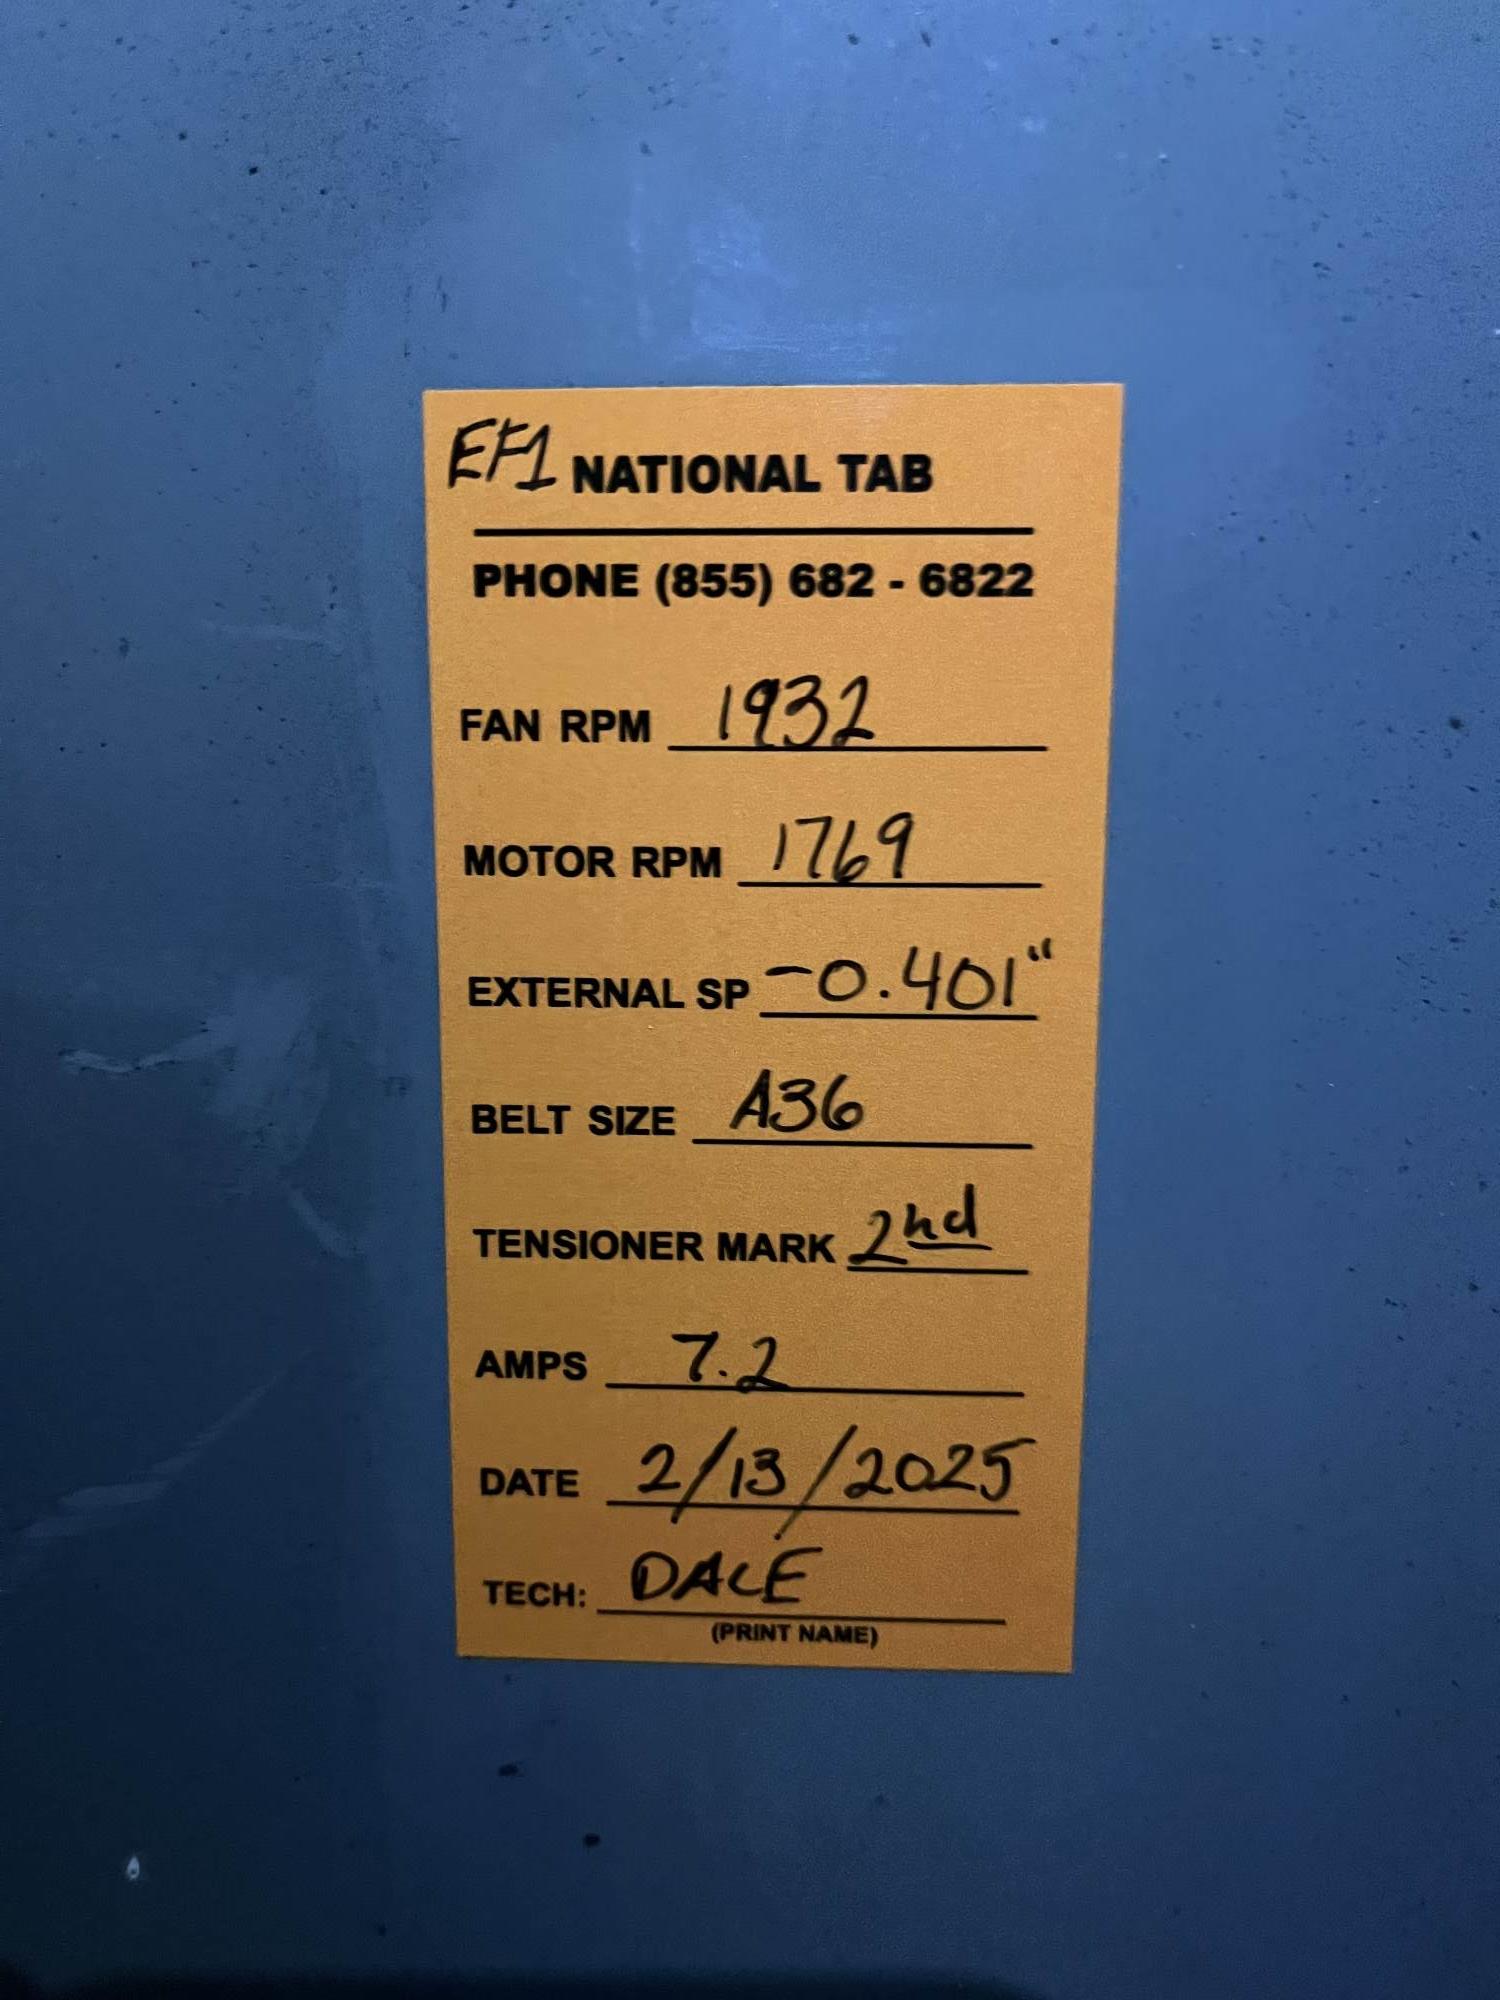 EF1 NATIONAL TAB
PHONE (855) 682 - 6822
FAN RPM 1932
MOTOR RPM 1769
EXTERNAL SP -0.401"
BELT SIZE A36
TENSIONER MARK 2nd
AMPS 7.2
DATE 2/13/2025
TECH: DALE
(PRINT NAME)